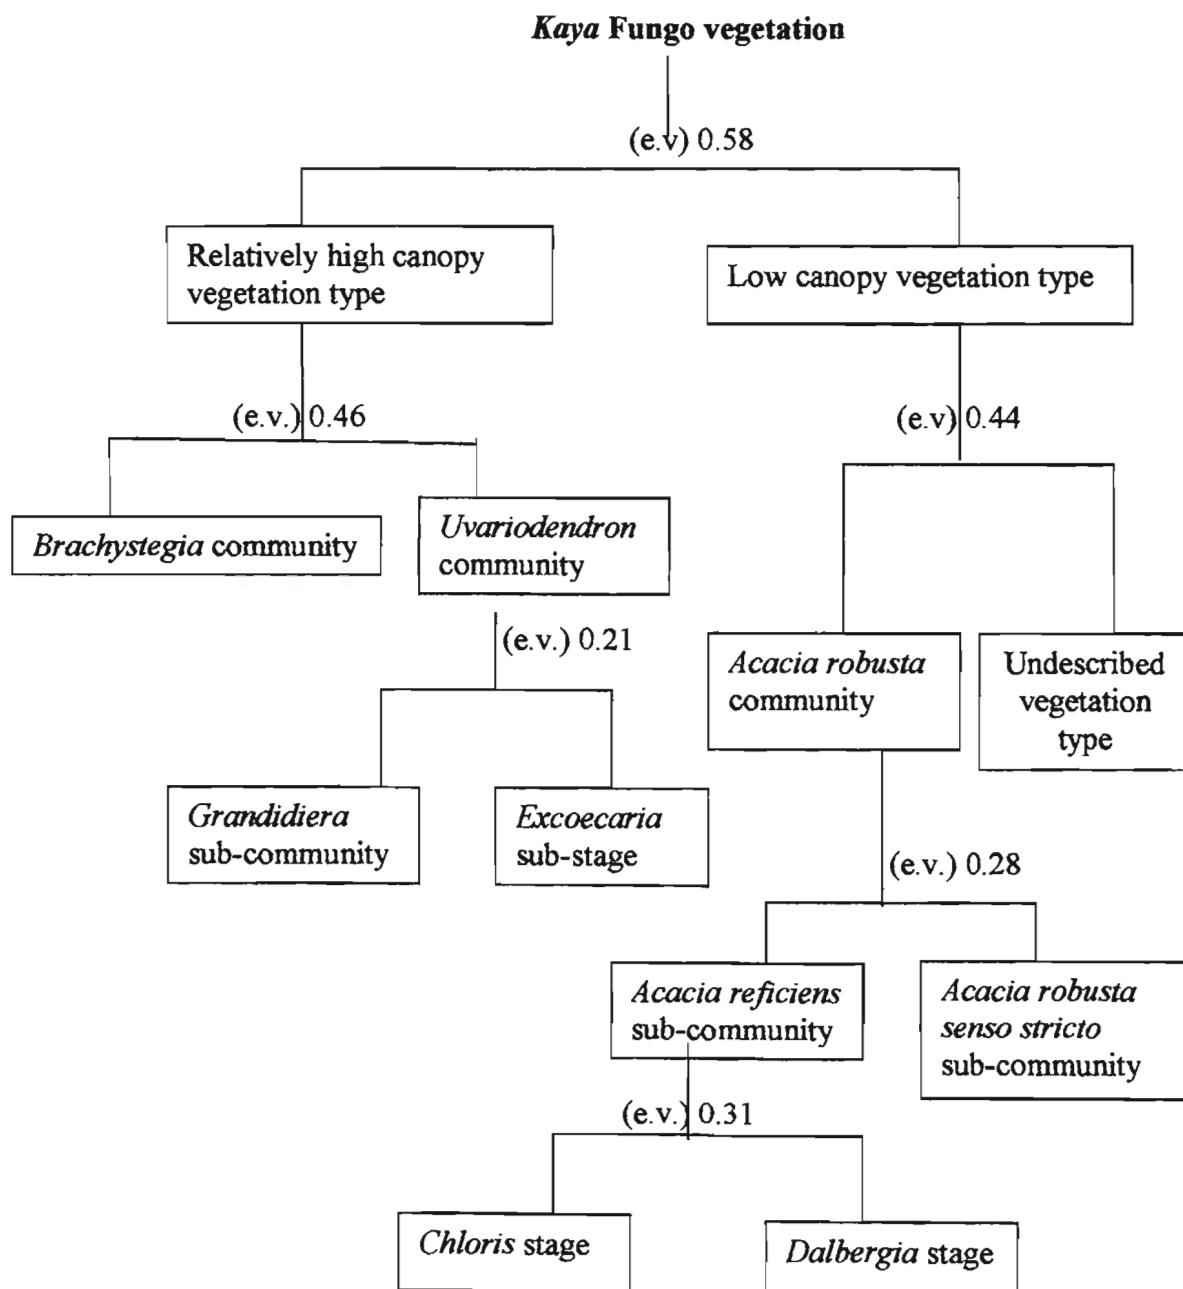 Kaya Fungo vegetation
(e.v) 0.58
Relatively high canopy
vegetation type
Low canopy vegetation type
(e.v.) 0.46
(e.v) 0.44
Brachystegia community
Uvariodendron
community
(e.v.) 0.21
Acacia robusta
community
Undescribed
vegetation
type
Grandidiera
sub-community
Excoecaria
sub-stage
(e.v.) 0.28
Acacia reficiens
sub-community
Acacia robusta
senso stricto
sub-community
(e.v.) 0.31
Chloris stage
Dalbergia stage